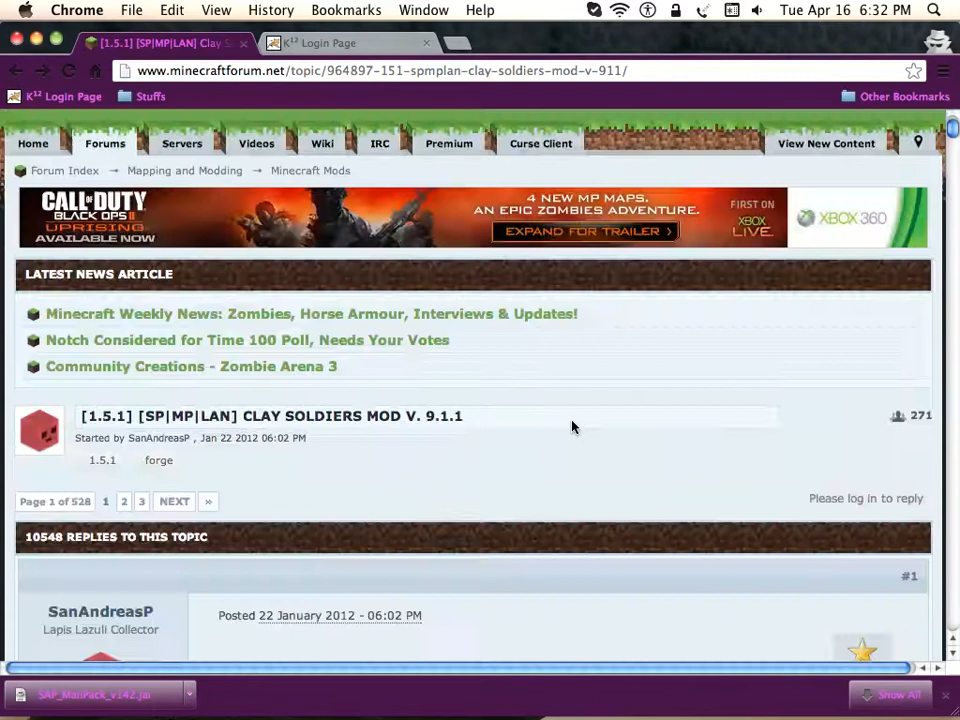 Chrome File Edit View History Bookmarks Window Help Tue Apr 16 6:32 PM
[1.5.1] [SP|MP|LAN] Clay S × K¹² Login Page ×
www.minecraftforum.net/topic/964897-151-spmplan-clay-soldiers-mod-v-911/
K¹² Login Page Stuffs Other Bookmarks
Home Forums Servers Videos Wiki IRC Premium Curse Client View New Content
Forum Index → Mapping and Modding → Minecraft Mods
CALL OF DUTY
BLACK OPS II
UPRISING
AVAILABLE NOW
4 NEW MP MAPS.
AN EPIC ZOMBIES ADVENTURE.
EXPAND FOR TRAILER >
FIRST ON
XBOX
LIVE.
XBOX 360
LATEST NEWS ARTICLE
Minecraft Weekly News: Zombies, Horse Armour, Interviews & Updates!
Notch Considered for Time 100 Poll, Needs Your Votes
Community Creations - Zombie Arena 3
[1.5.1] [SP|MP|LAN] CLAY SOLDIERS MOD V. 9.1.1
271
Started by SanAndreasP , Jan 22 2012 06:02 PM
1.5.1 forge
Page 1 of 528 1 2 3 NEXT »
Please log in to reply
10548 REPLIES TO THIS TOPIC
#1
SanAndreasP
Lapis Lazuli Collector
Posted 22 January 2012 - 06:02 PM
SAP_ManPack_v142.jar
Show All ×